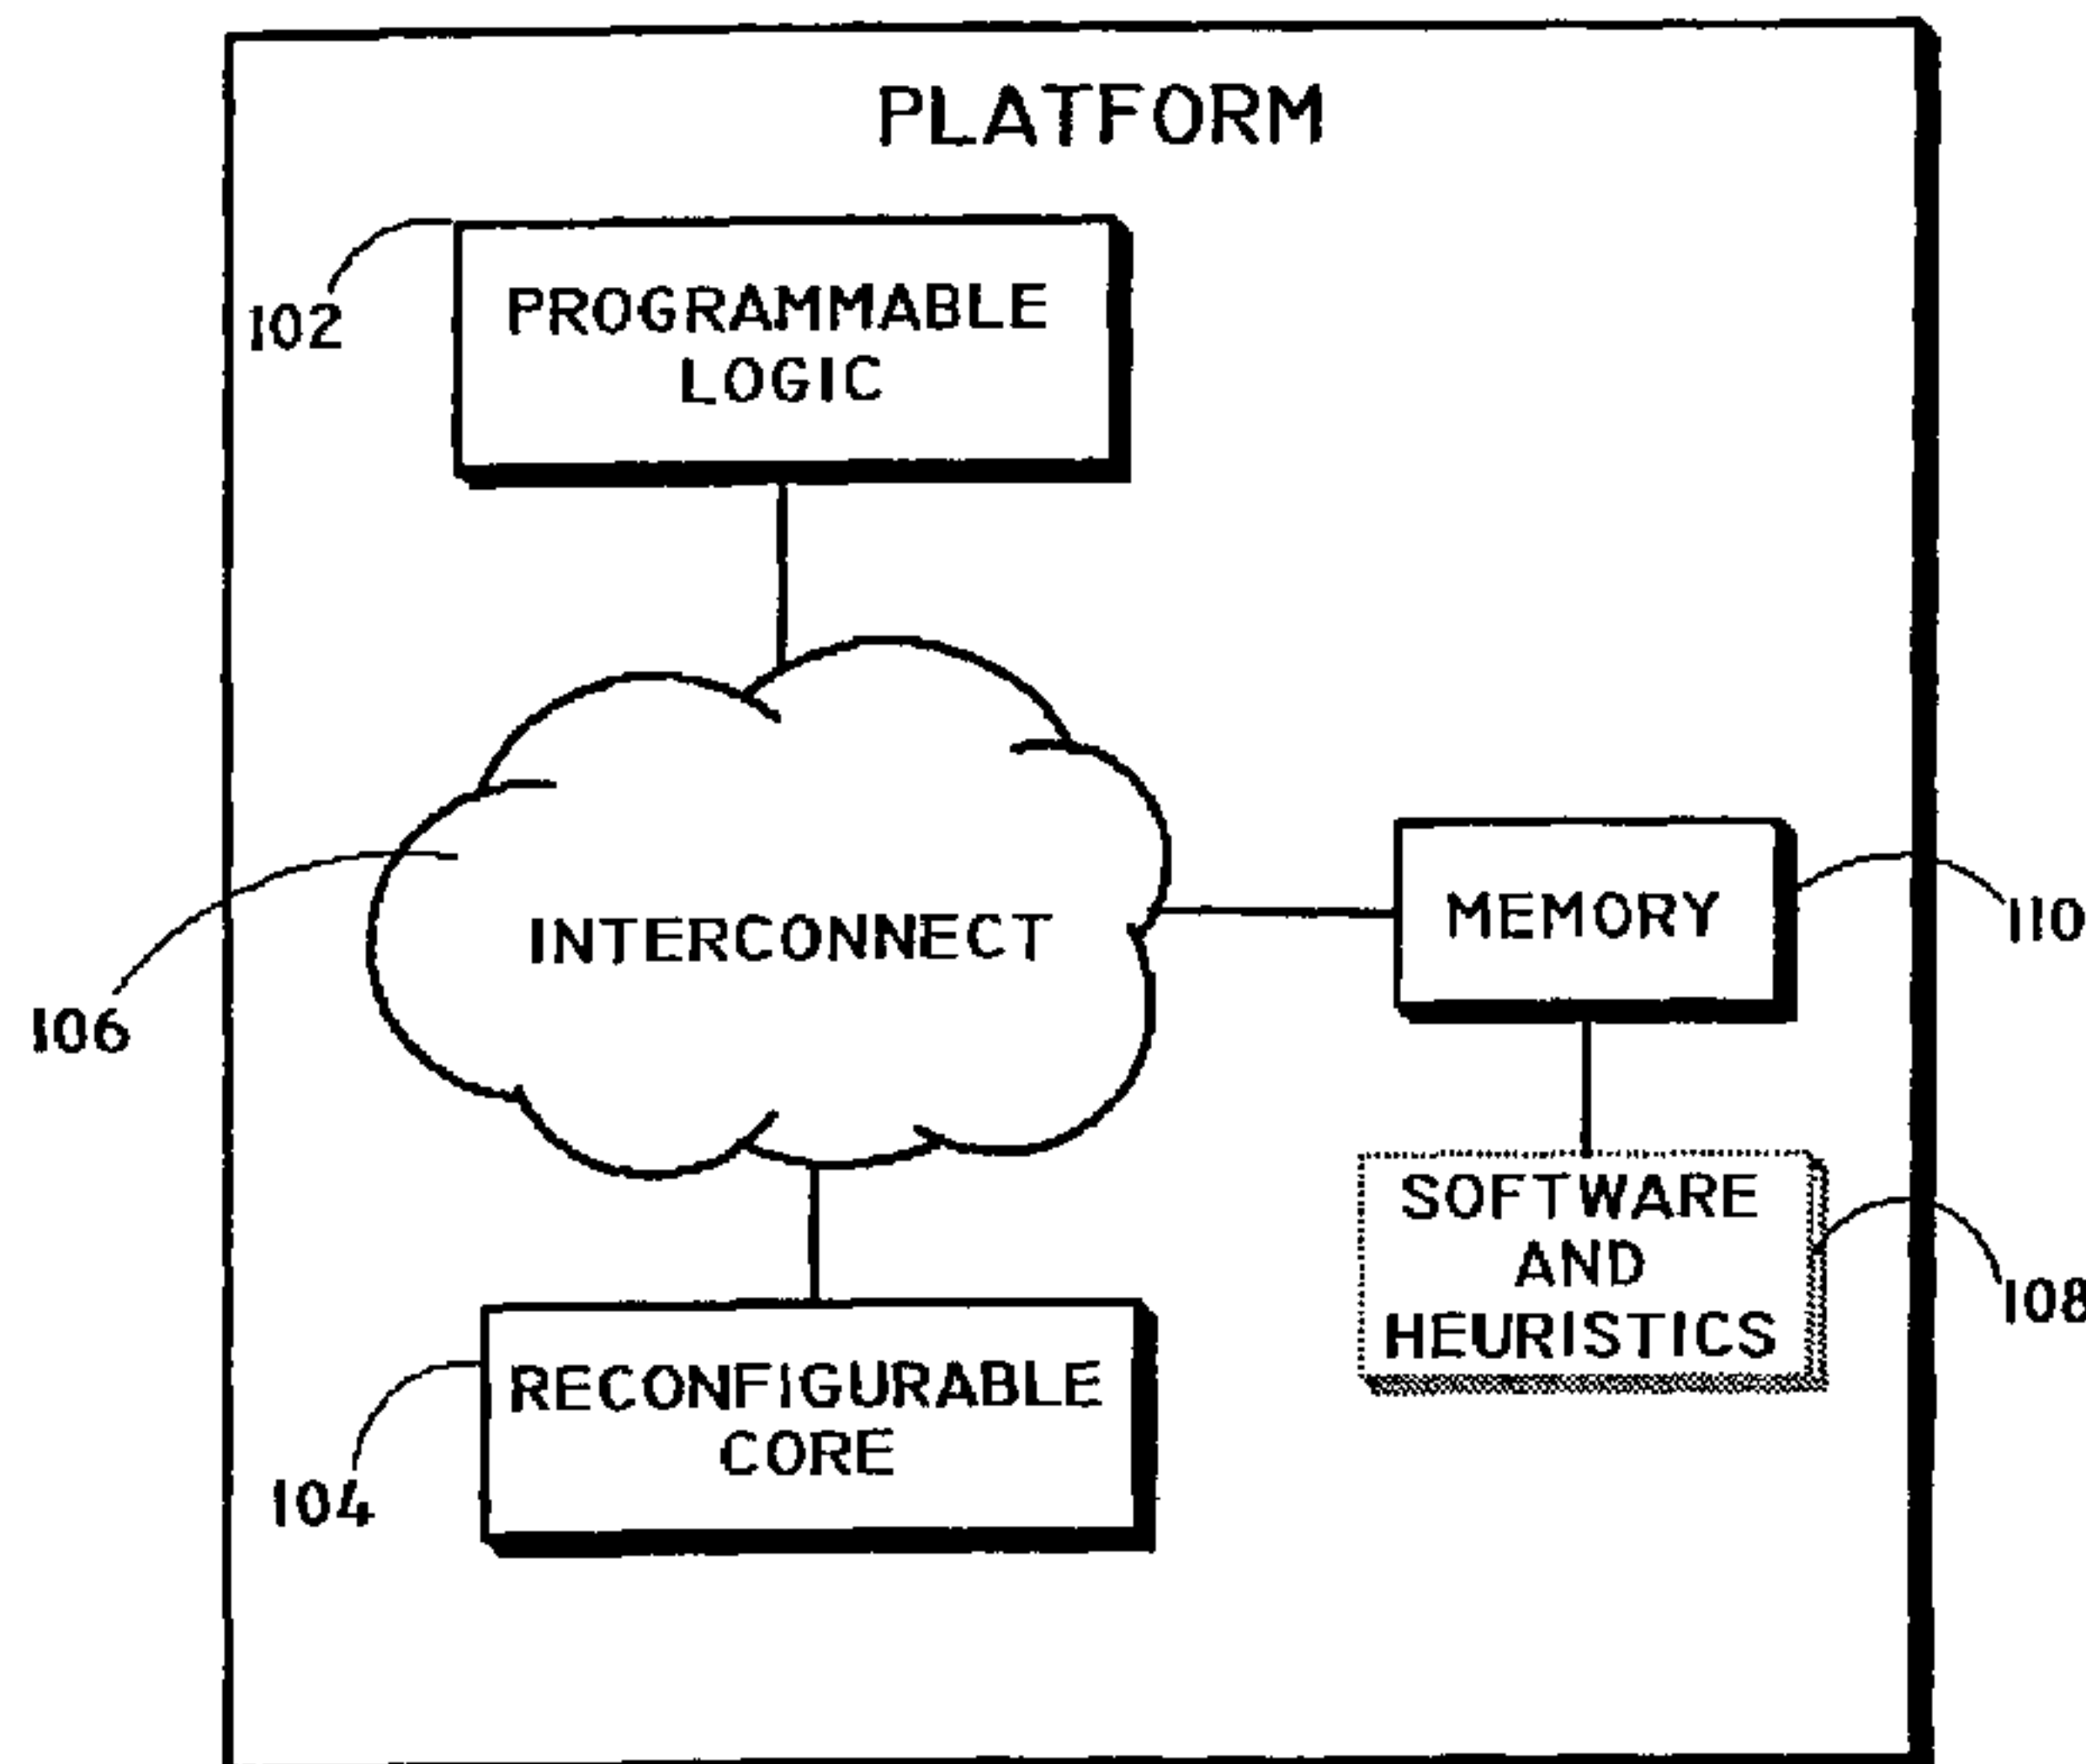 PLATFORM
102
PROGRAMMABLE
LOGIC
INTERCONNECT
106
MEMORY
110
SOFTWARE
AND
HEURISTICS
108
RECONFIGURABLE
CORE
104